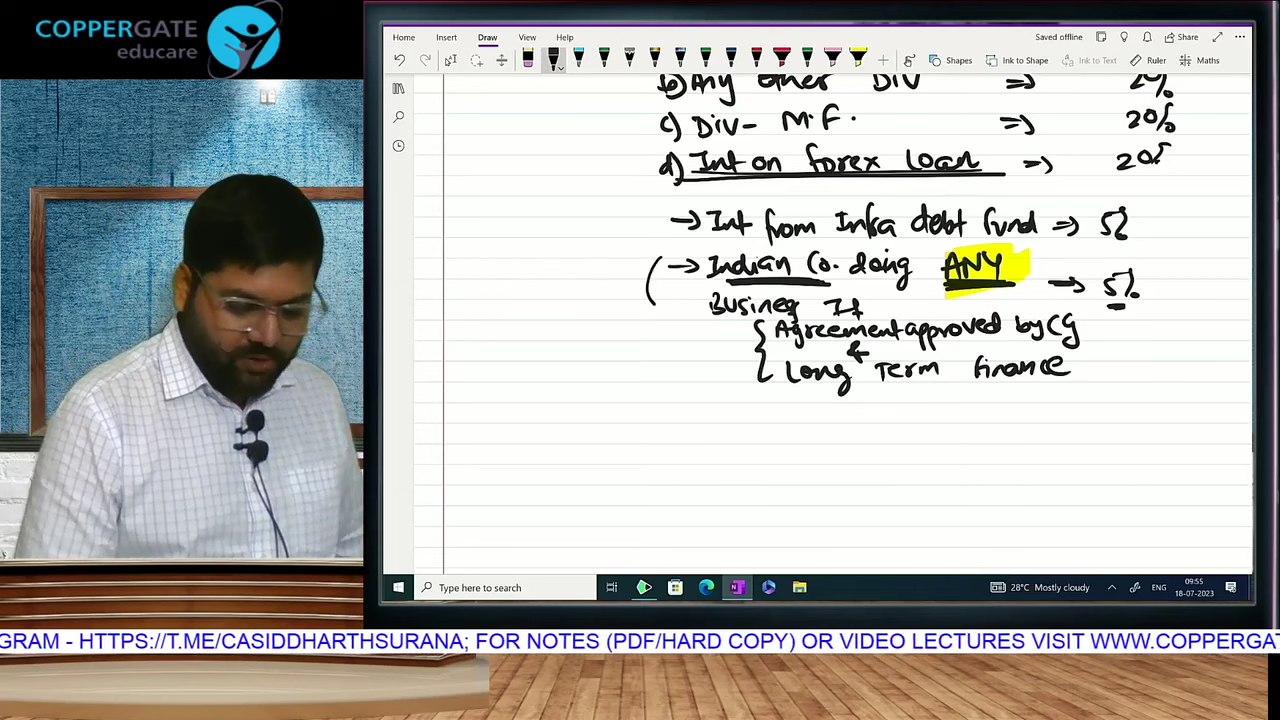 COPPERGATE
educare
Home Insert Draw View Help
Saved offline
Share
Shapes
Ink to Shape
Ink to Text
Ruler
Maths
b) Any other DIV => 20%
c) Div- M.F. => 20%
d) Int on forex loan => 20%
→ Int from Infra debt fund => 5%
→ Indian Co. doing ANY → 5%
Business If
Agreement approved by CG
&
Long Term finance
Type here to search
28°C Mostly cloudy
ENG
09:55
18-07-2023
GRAM - HTTPS://T.ME/CASIDDHARTHSURANA; FOR NOTES (PDF/HARD COPY) OR VIDEO LECTURES VISIT WWW.COPPERGA